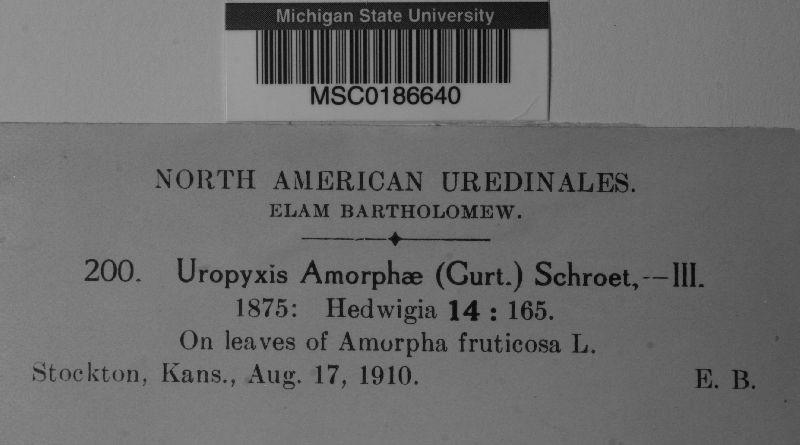 Michigan State University
MSC0186640
NORTH AMERICAN UREDINALES.
ELAM BARTHOLOMEW.
200. Uropyxis Amorphæ (Curt.) Schroet,--III.
1875: Hedwigia 14 : 165.
On leaves of Amorpha fruticosa L.
Stockton, Kans., Aug. 17, 1910. E. B.